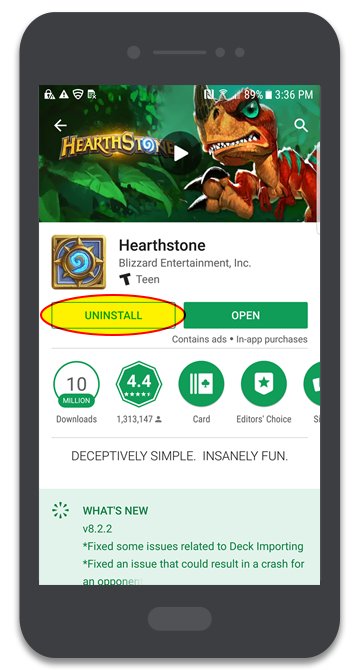 89% 3:36 PM
HEARTHSTONE
Hearthstone
Blizzard Entertainment, Inc.
T Teen
UNINSTALL OPEN
Contains ads • In-app purchases
10
MILLION
4.4
Downloads 1,313,147 Card Editors' Choice Si
DECEPTIVELY SIMPLE. INSANELY FUN.
WHAT'S NEW
v8.2.2
*Fixed some issues related to Deck Importing
*Fixed an issue that could result in a crash for
an opponent